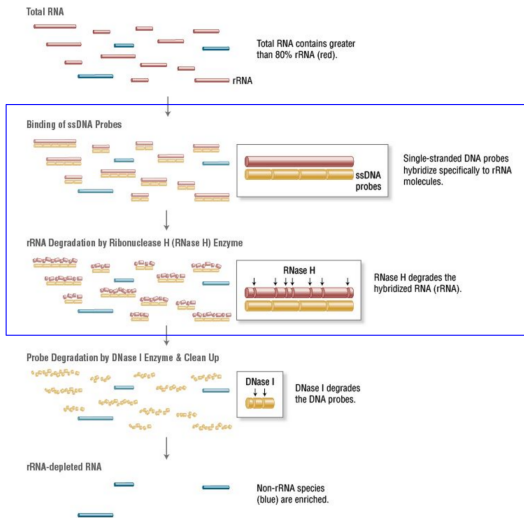 Total RNA
Total RNA contains greater
than 80% rRNA (red).
rRNA
Binding of ssDNA Probes
ssDNA
probes
Single-stranded DNA probes
hybridize specifically to rRNA
molecules.
rRNA Degradation by Ribonuclease H (RNase H) Enzyme
RNase H
RNase H degrades the
hybridized RNA (rRNA).
Probe Degradation by DNase I Enzyme & Clean Up
DNase I
DNase I degrades
the DNA probes.
rRNA-depleted RNA
Non-rRNA species
(blue) are enriched.